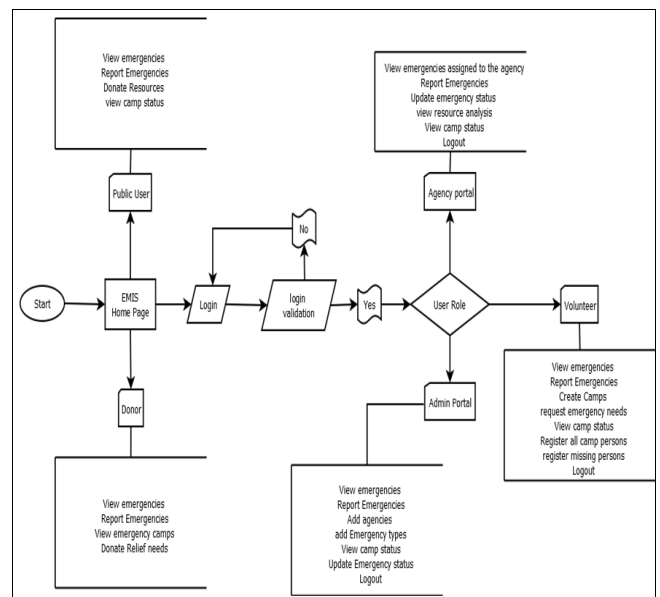 View emergencies
Report Emergencies
Donate Resources
view camp status
View emergencies assigned to the agency
Report Emergencies
Update emergency status
view resource analysis
View camp status
Logout
Public User
Agency portal
No
Start
EMIS
Home Page
Login
login
validation
Yes
User Role
Volunteer
Donor
Admin Portal
View emergencies
Report Emergencies
Create Camps
request emergency needs
View camp status
Register all camp persons
register missing persons
Logout
View emergencies
Report Emergencies
View emergency camps
Donate Relief needs
View emergencies
Report Emergencies
Add agencies
add Emergency types
View camp status
Update Emergency status
Logout